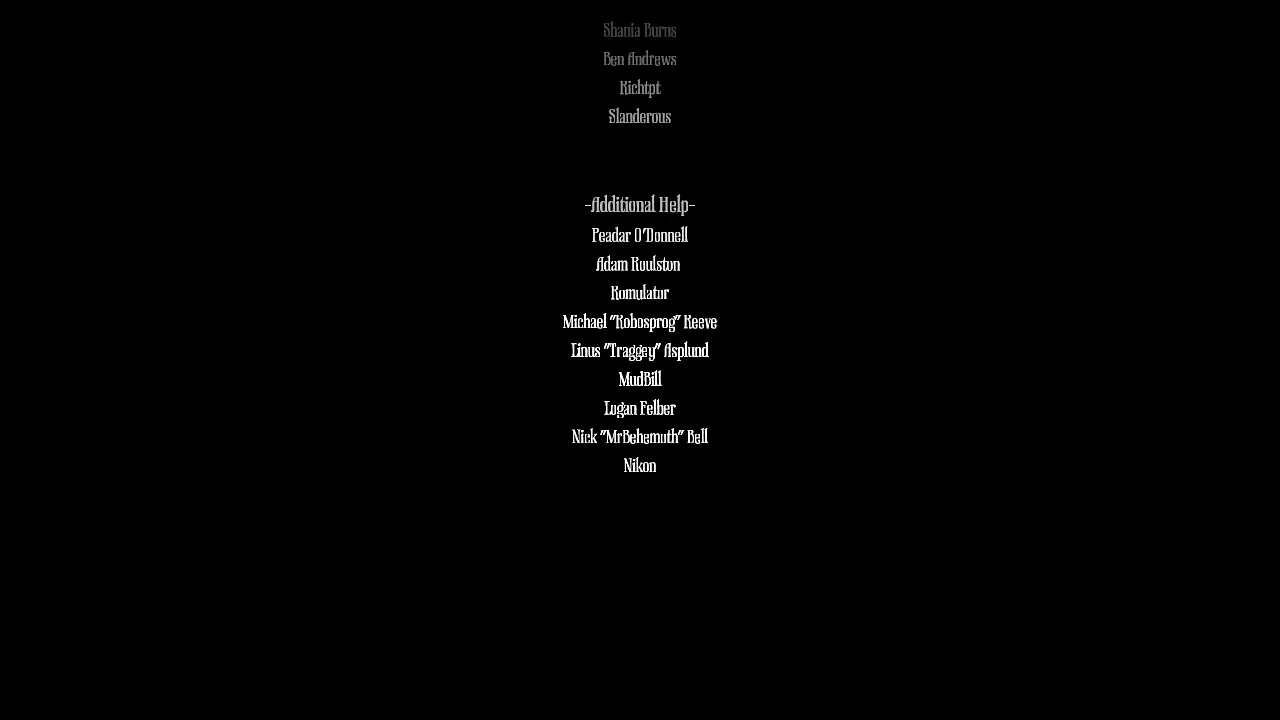 Shania Burns
Ben Andrews
Richtpt
Slanderous
-Additional Help-
Peadar O'Donnell
Adam Roulston
Romulator
Michael "Robosprog" Reeve
Linus "Traggey" Asplund
MudBill
Logan Felber
Nick "MrBehemoth" Bell
Nikon